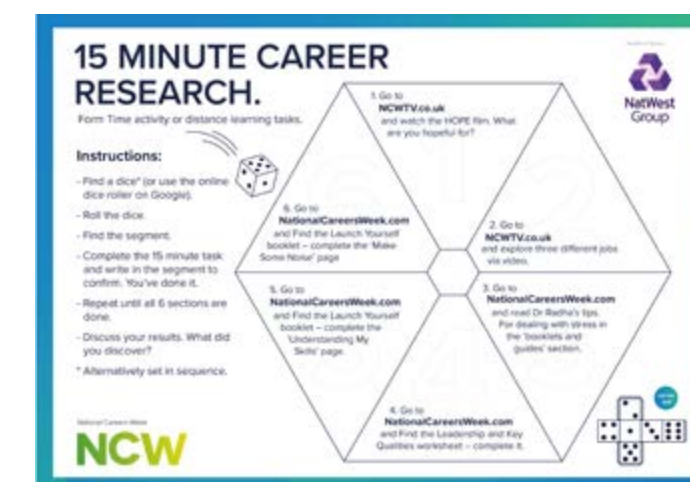 15 MINUTE CAREER
RESEARCH.
Form Time activity or distance learning tasks.
Instructions:
- Find a dice* (or use the online
dice roller on Google).
- Roll the dice.
- Find the segment.
- Complete the 15 minute task
and write in the segment to
confirm. You've done it.
- Repeat until all 6 sections are
done.
- Discuss your results. What did
you discover?
* Alternatively set in sequence.
National Careers Week
NCW
1. Go to
NCWTV.co.uk
and watch the HOPE film. What
are you hopeful for?
2. Go to
NCWTV.co.uk
and explore three different jobs
via video.
3. Go to
NationalCareersWeek.com
and read Dr Radha's tips.
For dealing with stress in
the 'booklets and
guides' section.
4. Go to
NationalCareersWeek.com
and Find the Leadership and Key
Qualities worksheet – complete it.
5. Go to
NationalCareersWeek.com
and Find the Launch Yourself
booklet – complete the
'Understanding My
Skills' page.
6. Go to
NationalCareersWeek.com
and Find the Launch Yourself
booklet – complete the 'Make
Some Noise' page
NatWest
Group